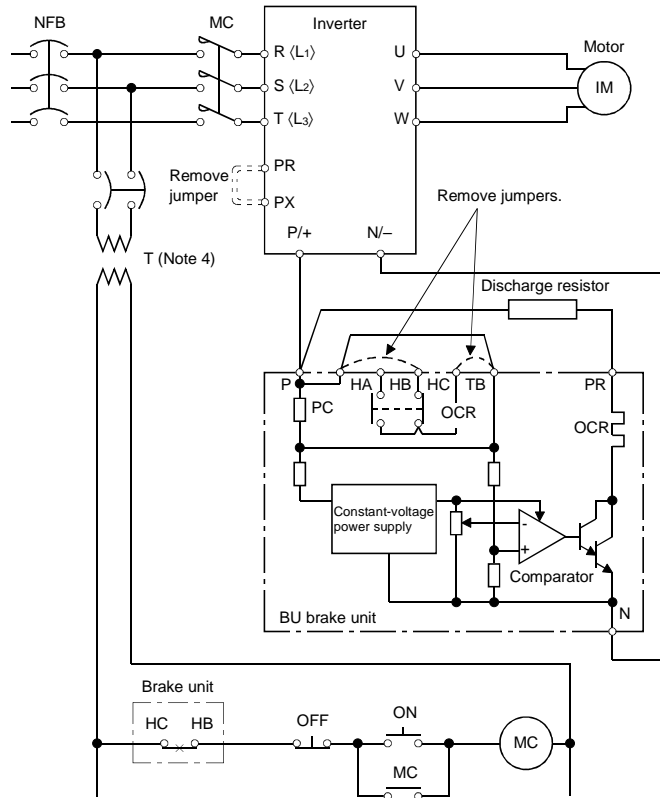 NFB
MC
Inverter
Motor
R ⟨L₁⟩
S ⟨L₂⟩
T ⟨L₃⟩
U
V
W
IM
PR
PX
Remove
jumper
Remove jumpers.
P/+
N/–
T (Note 4)
Discharge resistor
P
HA
HB
HC
TB
PR
PC
OCR
OCR
Constant-voltage
power supply
-
+
Comparator
N
BU brake unit
Brake unit
HC
HB
OFF
ON
MC
MC